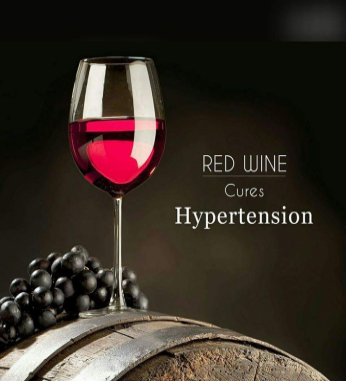 RED WINE
Cures
Hypertension